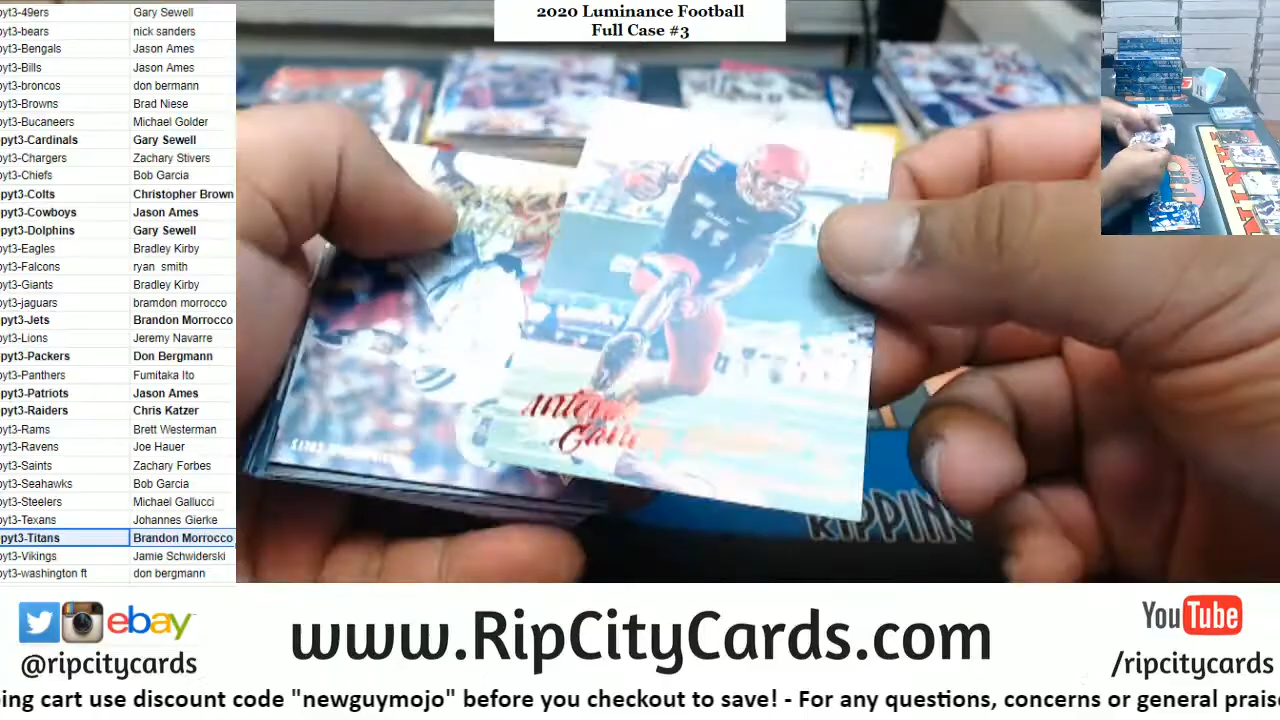 2020 Luminance Football
Full Case #3
pyt3-49ers Gary Sewell
pyt3-bears nick sanders
pyt3-Bengals Jason Ames
pyt3-Bills Jason Ames
pyt3-broncos don bermann
pyt3-Browns Brad Niese
pyt3-Bucaneers Michael Golder
pyt3-Cardinals Gary Sewell
pyt3-Chargers Zachary Stivers
pyt3-Chiefs Bob Garcia
pyt3-Colts Christopher Brown
pyt3-Cowboys Jason Ames
pyt3-Dolphins Gary Sewell
pyt3-Eagles Bradley Kirby
pyt3-Falcons ryan smith
pyt3-Giants Bradley Kirby
pyt3-jaguars bramdon morrocco
pyt3-Jets Brandon Morrocco
pyt3-Lions Jeremy Navarre
pyt3-Packers Don Bergmann
pyt3-Panthers Fumitaka Ito
pyt3-Patriots Jason Ames
pyt3-Raiders Chris Katzer
pyt3-Rams Brett Westerman
pyt3-Ravens Joe Hauer
pyt3-Saints Zachary Forbes
pyt3-Seahawks Bob Garcia
pyt3-Steelers Michael Gallucci
pyt3-Texans Johannes Gierke
pyt3-Titans Brandon Morrocco
pyt3-Vikings Jamie Schwiderski
pyt3-washington ft don bergmann
RIPPIN
ebay
@ripcitycards
www.RipCityCards.com
YouTube
/ripcitycards
ping cart use discount code "newguymojo" before you checkout to save! - For any questions, concerns or general praise